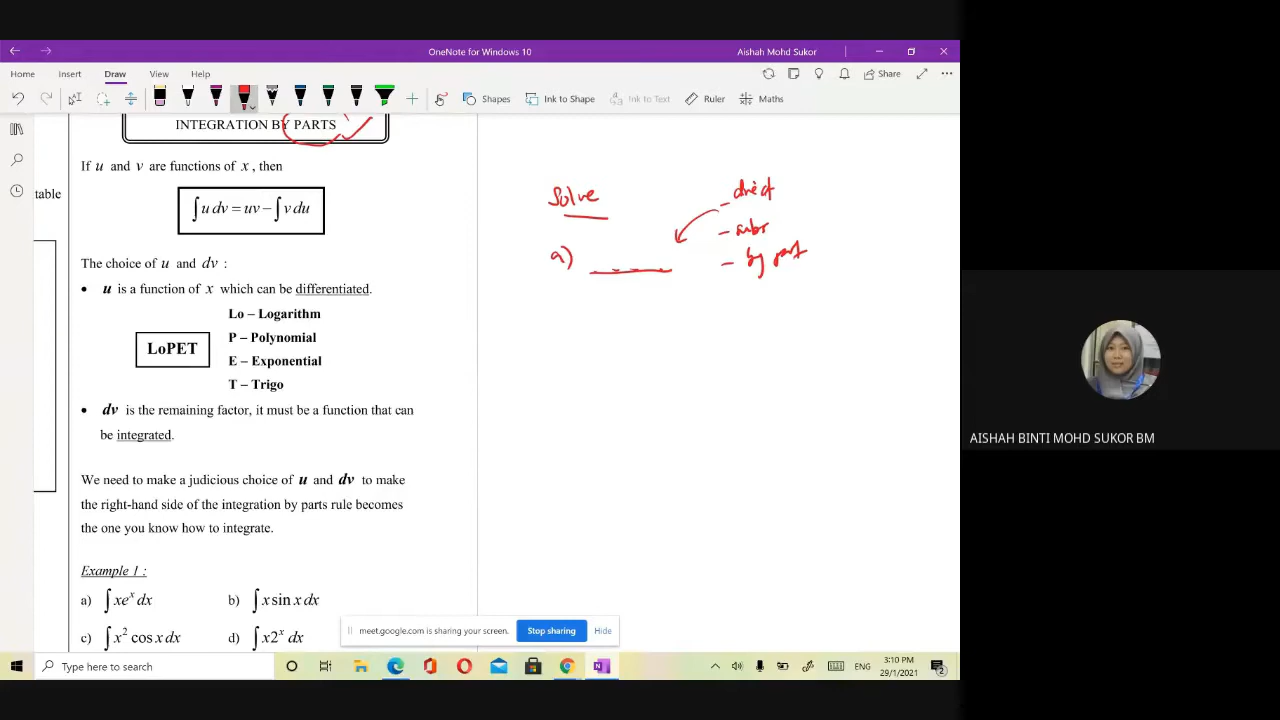 OneNote for Windows 10
Aishah Mohd Sukor
Home Insert Draw View Help
Share
Shapes Ink to Shape Ink to Text Ruler Maths
INTEGRATION BY PARTS
If u and v are functions of x , then
table
∫ u dv = uv − ∫ v du
The choice of u and dv :
• u is a function of x which can be differentiated.
Lo – Logarithm
P – Polynomial
LoPET
E – Exponential
T – Trigo
• dv is the remaining factor, it must be a function that can
be integrated.
We need to make a judicious choice of u and dv to make
the right-hand side of the integration by parts rule becomes
the one you know how to integrate.
Example 1 :
a) ∫ xeˣ dx b) ∫ x sin x dx
c) ∫ x² cos x dx d) ∫ x2ˣ dx
Solve
a)
- direct
- subs
- by part
AISHAH BINTI MOHD SUKOR BM
meet.google.com is sharing your screen. Stop sharing Hide
Type here to search
ENG
3:10 PM
29/1/2021
2